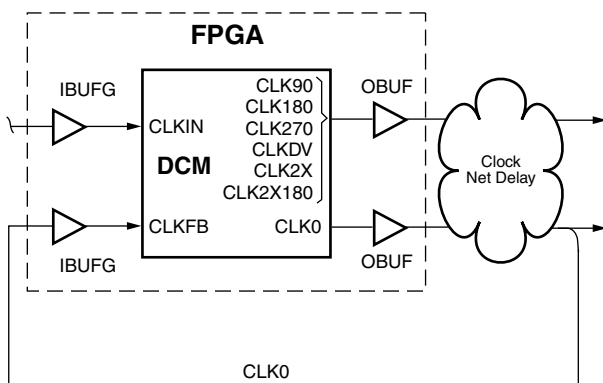 FPGA
IBUFG
CLKIN
DCM
CLKFB
IBUFG
CLK90
CLK180
CLK270
CLKDV
CLK2X
CLK2X180
CLK0
OBUF
OBUF
Clock
Net Delay
CLK0